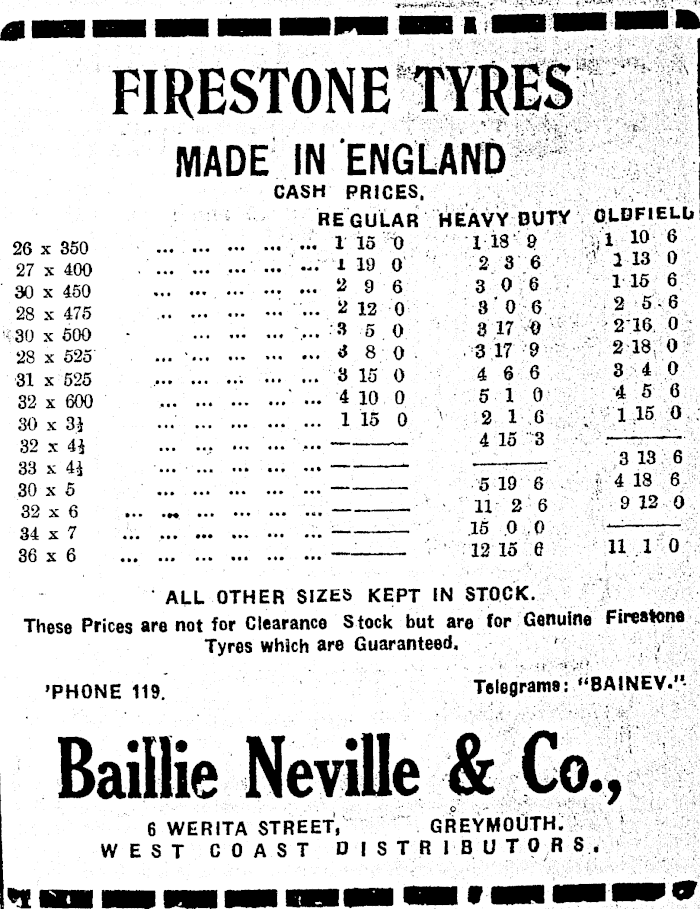 FIRESTONE TYRES
MADE IN ENGLAND
CASH PRICES.
REGULAR HEAVY DUTY OLDFIELD
26 x 350 ... ... ... ... ... 1 15 0 1 18 9 1 10 6
27 x 400 ... ... ... ... ... 1 19 0 2 3 6 1 13 0
30 x 450 ... ... ... ... ... 2 9 6 3 0 6 1 15 6
28 x 475 .. ... ... ... ... 2 12 0 3 0 6 2 5 6
30 x 500 ... ... ... ... 3 5 0 3 17 0 2 16 0
28 x 525 ... ... ... ... ... 3 8 0 3 17 9 2 18 0
31 x 525 ... ... ... ... ... 3 15 0 4 6 6 3 4 0
32 x 600 ... ... ... ... ... 4 10 0 5 1 0 4 5 6
30 x 3½ ... ... ... ... ... 1 15 0 2 1 6 1 15 0
32 x 4½ ... ... ... ... ... ——— 4 15 3 ———
33 x 4½ ... ... ... ... ... ——— ——— 3 13 6
30 x 5 ... ... ... ... ... ——— 5 19 6 4 18 6
32 x 6 ... ... ... ... ... ... ——— 11 2 6 9 12 0
34 x 7 ... ... ... ... ... ... ——— 15 0 0 ———
36 x 6 ... ... ... ... ... ... ——— 12 15 6 11 1 0
ALL OTHER SIZES KEPT IN STOCK.
These Prices are not for Clearance Stock but are for Genuine Firestone
Tyres which are Guaranteed.
'PHONE 119. Telegrams: "BAINEV."
Baillie Neville & Co.,
6 WERITA STREET, GREYMOUTH.
WEST COAST DISTRIBUTORS.